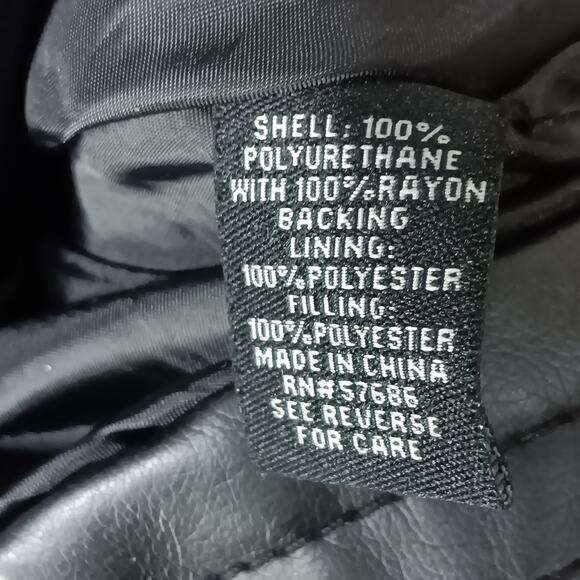 SHELL: 100%
POLYURETHANE
WITH 100% RAYON
BACKING
LINING:
100% POLYESTER
FILLING:
100% POLYESTER
MADE IN CHINA
RN#57686
SEE REVERSE
FOR CARE